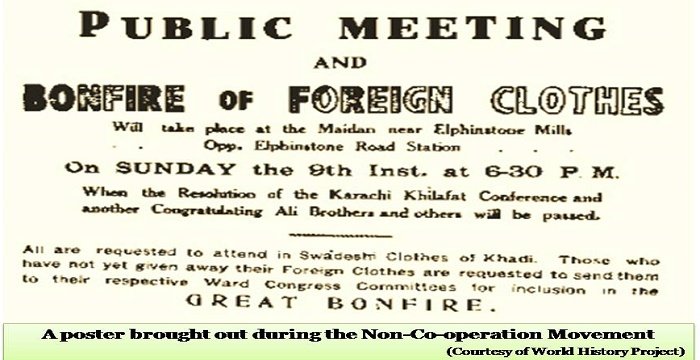 PUBLIC MEETING
AND
BONFIRE OF FOREIGN CLOTHES
Will take place at the Maidan near Elphinstone Mills
. . Opp. Elphinstone Road Station . . .
On SUNDAY the 9th Inst. at 6-30 P. M.
When the Resolution of the Karachi Khilafat Conference and
another Congratulating Ali Brothers and others will be passed.
All are requested to attend in Swadeshi Clothes of Khadi. Those who
have not yet given away their Foreign Clothes are requested to send them
to their respective Ward Congress Committees for inclusion in the
GREAT BONFIRE.
A poster brought out during the Non-Co-operation Movement
(Courtesy of World History Project)